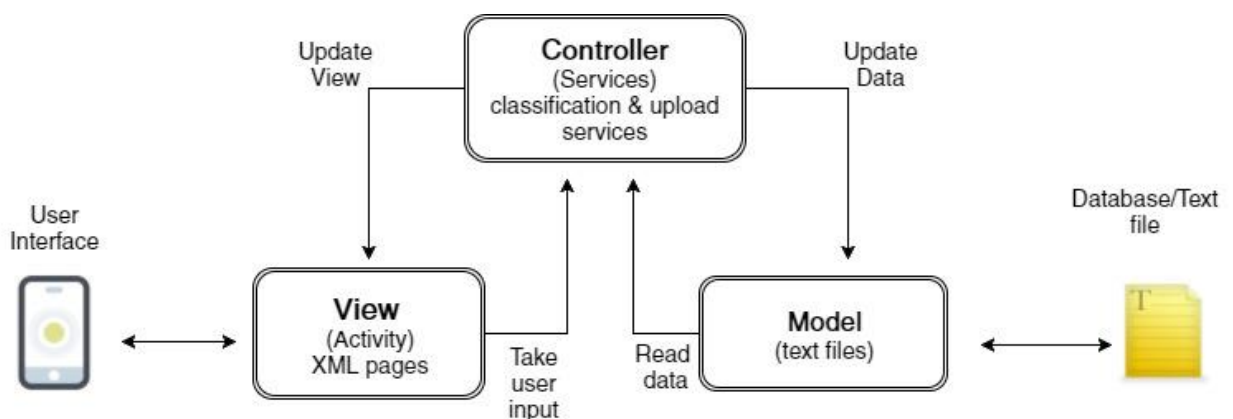 Update
View
Controller
(Services)
classification & upload
services
Update
Data
User
Interface
Database/Text
file
View
(Activity)
XML pages
Take
user
input
Read
data
Model
(text files)
T